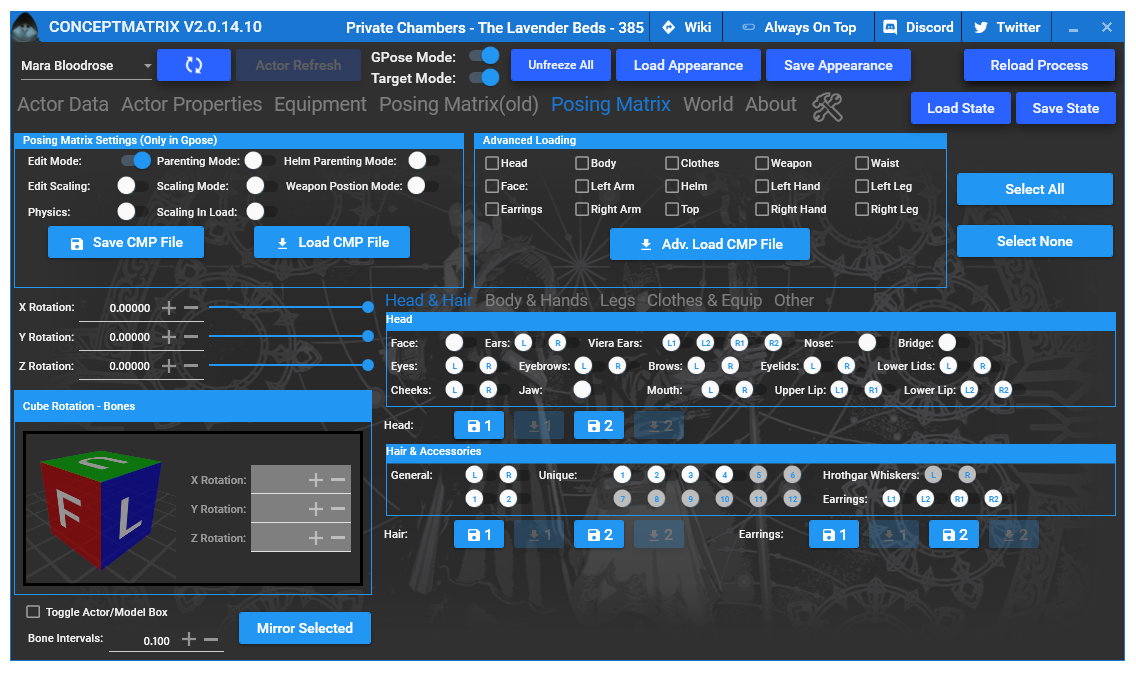 CONCEPTMATRIX V2.0.14.10 Private Chambers - The Lavender Beds - 385 Wiki Always On Top Discord Twitter
Mara Bloodrose Actor Refresh GPose Mode: Unfreeze All Load Appearance Save Appearance Reload Process
Target Mode:
Actor Data Actor Properties Equipment Posing Matrix(old) Posing Matrix World About Load State Save State
Posing Matrix Settings (Only in Gpose)
Edit Mode: Parenting Mode: Helm Parenting Mode:
Edit Scaling: Scaling Mode: Weapon Postion Mode:
Physics: Scaling In Load:
Save CMP File Load CMP File
Advanced Loading
Head Body Clothes Weapon Waist
Face: Left Arm Helm Left Hand Left Leg
Earrings Right Arm Top Right Hand Right Leg
Adv. Load CMP File
Select All
Select None
X Rotation: 0.00000
Y Rotation: 0.00000
Z Rotation: 0.00000
Head & Hair Body & Hands Legs Clothes & Equip Other
Head
Face: Ears: L R Viera Ears: L1 L2 R1 R2 Nose: Bridge:
Eyes: L R Eyebrows: L R Brows: L R Eyelids: L R Lower Lids: L R
Cheeks: L R Jaw: Mouth: L R Upper Lip: L1 R1 Lower Lip: L2 R2
Head: 1 1 2 2
Hair & Accessories
General: L R Unique: 1 2 3 4 5 6 Hrothgar Whiskers: L R
1 2 7 8 9 10 11 12 Earrings: L1 L2 R1 R2
Hair: 1 1 2 2 Earrings: 1 1 2 2
Cube Rotation - Bones
U
F
L
X Rotation:
Y Rotation:
Z Rotation:
Toggle Actor/Model Box
Bone Intervals: 0.100
Mirror Selected